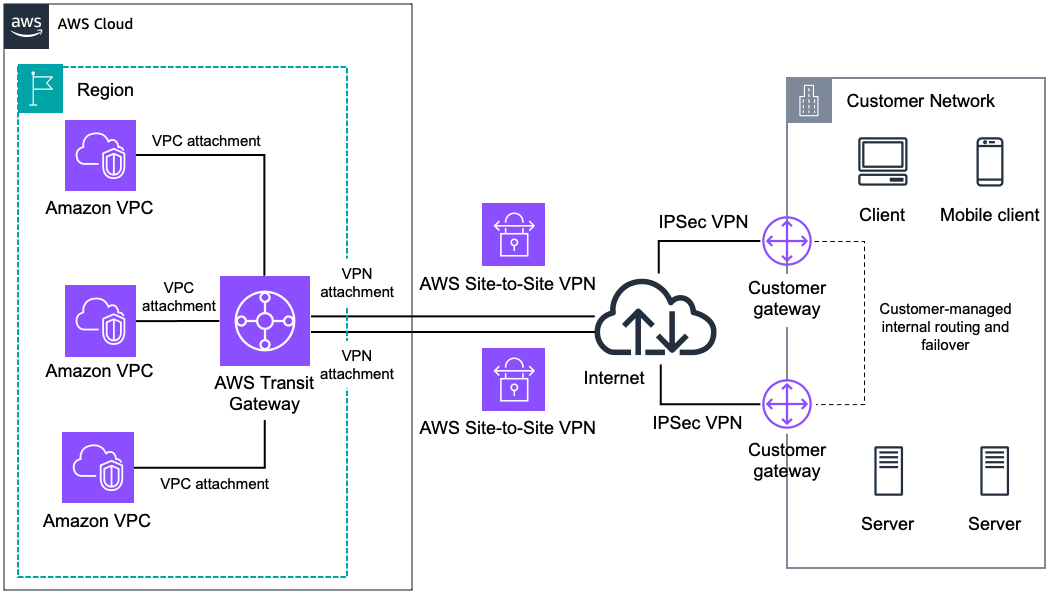 aws
AWS Cloud
Region
VPC attachment
Amazon VPC
VPC
attachment
Amazon VPC
AWS Transit
Gateway
VPC attachment
Amazon VPC
VPN
attachment
VPN
attachment
AWS Site-to-Site VPN
AWS Site-to-Site VPN
Internet
IPSec VPN
IPSec VPN
Customer
gateway
Customer
gateway
Customer Network
Client
Mobile client
Customer-managed
internal routing and
failover
Server
Server